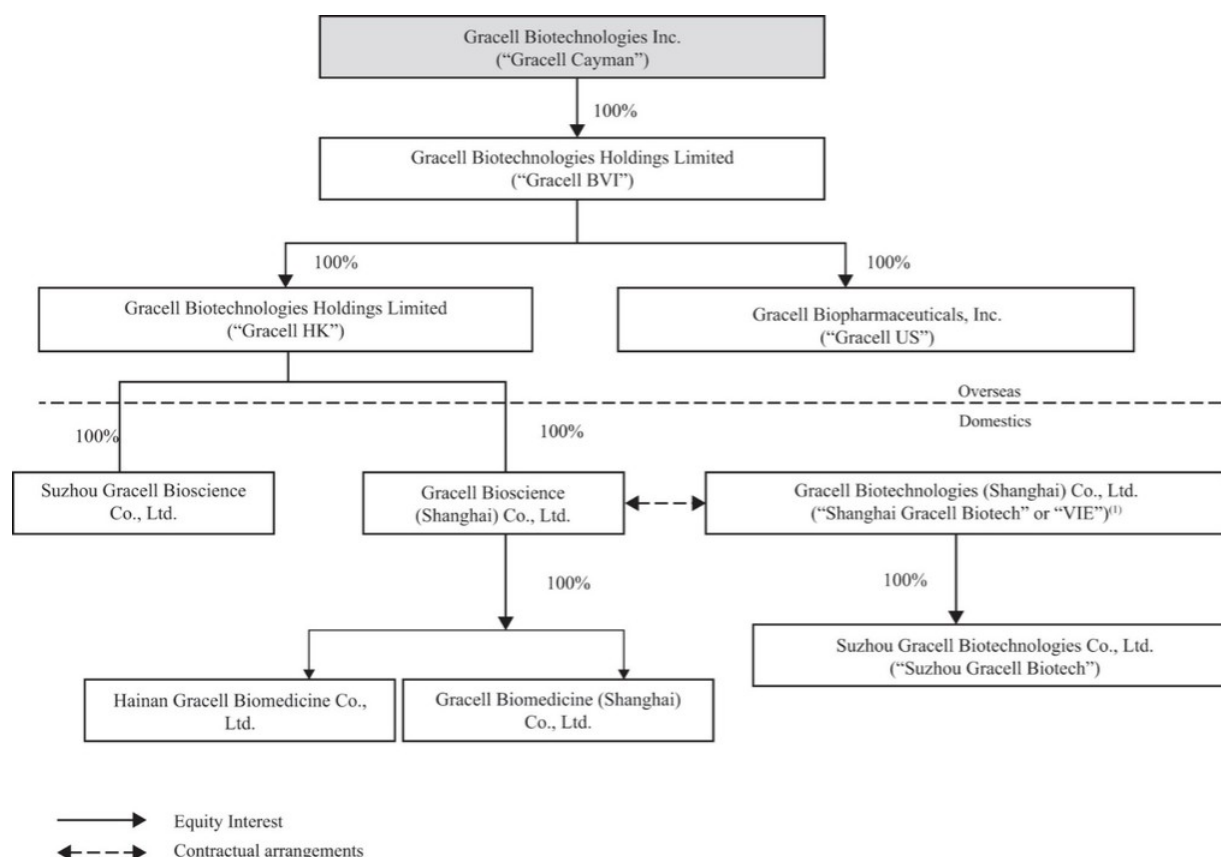 Gracell Biotechnologies Inc.
(“Gracell Cayman”)
100%
Gracell Biotechnologies Holdings Limited
(“Gracell BVI”)
100%
100%
Gracell Biotechnologies Holdings Limited
(“Gracell HK”)
Gracell Biopharmaceuticals, Inc.
(“Gracell US”)
Overseas
Domestics
100%
100%
Suzhou Gracell Bioscience
Co., Ltd.
Gracell Bioscience
(Shanghai) Co., Ltd.
Gracell Biotechnologies (Shanghai) Co., Ltd.
(“Shanghai Gracell Biotech” or “VIE”)(1)
100%
100%
Suzhou Gracell Biotechnologies Co., Ltd.
(“Suzhou Gracell Biotech”)
Hainan Gracell Biomedicine Co.,
Ltd.
Gracell Biomedicine (Shanghai)
Co., Ltd.
Equity Interest
Contractual arrangements